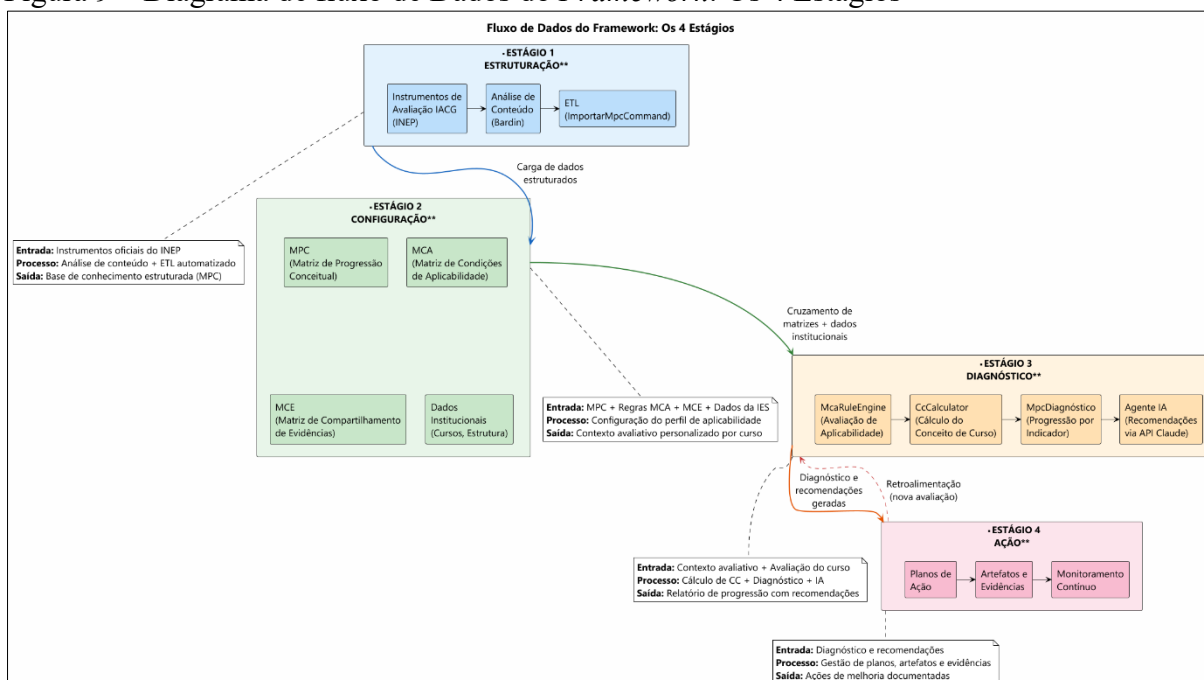 Figura 9 – Diagrama de fluxo de Dados do Framework: Os 4 Estágios
Fluxo de Dados do Framework: Os 4 Estágios
•ESTÁGIO 1
ESTRUTURAÇÃO**
Instrumentos de
Avaliação IACG
(INEP)
Análise de
Conteúdo
(Bardin)
ETL
(ImportarMpcCommand)
Carga de dados
estruturados
Entrada: Instrumentos oficiais do INEP
Processo: Análise de conteúdo + ETL automatizado
Saída: Base de conhecimento estruturada (MPC)
•ESTÁGIO 2
CONFIGURAÇÃO**
MPC
(Matriz de Progressão
Conceitual)
MCA
(Matriz de Condições
de Aplicabilidade)
MCE
(Matriz de Compartilhamento
de Evidências)
Dados
Institucionais
(Cursos, Estrutura)
Cruzamento de
matrizes + dados
institucionais
Entrada: MPC + Regras MCA + MCE + Dados da IES
Processo: Configuração do perfil de aplicabilidade
Saída: Contexto avaliativo personalizado por curso
•ESTÁGIO 3
DIAGNÓSTICO**
McaRuleEngine
(Avaliação de
Aplicabilidade)
CcCalculator
(Cálculo do
Conceito de Curso)
MpcDiagnóstico
(Progressão por
Indicador)
Agente IA
(Recomendações
via API Claude)
Diagnóstico e
recomendações
geradas
Retroalimentação
(nova avaliação)
Entrada: Contexto avaliativo + Avaliação do curso
Processo: Cálculo de CC + Diagnóstico + IA
Saída: Relatório de progressão com recomendações
•ESTÁGIO 4
AÇÃO**
Planos de
Ação
Artefatos e
Evidências
Monitoramento
Contínuo
Entrada: Diagnóstico e recomendações
Processo: Gestão de planos, artefatos e evidências
Saída: Ações de melhoria documentadas